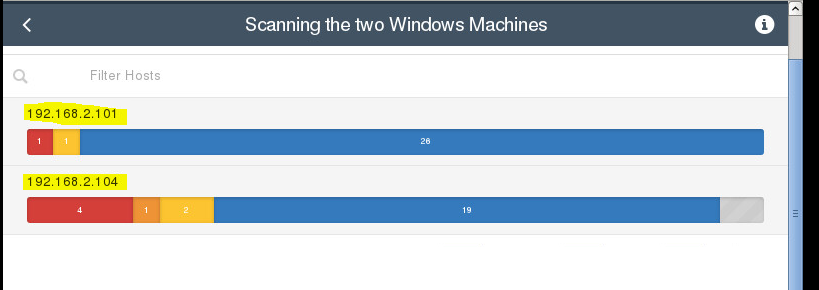 Scanning the two Windows Machines
Filter Hosts
192.168.2.101
1 1 26
192.168.2.104
4 1 2 19